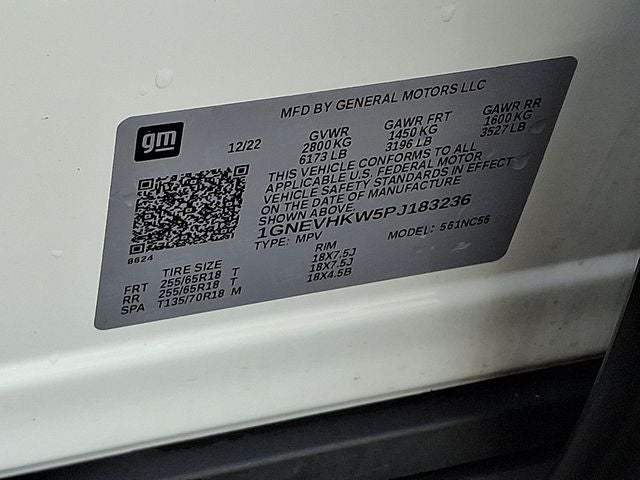 MFD BY GENERAL MOTORS LLC
gm
12/22
GVWR GAWR FRT GAWR RR
2800 KG 1450 KG 1600 KG
6173 LB 3196 LB 3527 LB
THIS VEHICLE CONFORMS TO ALL
APPLICABLE U.S. FEDERAL MOTOR
VEHICLE SAFETY STANDARDS IN EFFECT
ON THE DATE OF MANUFACTURE
SHOWN ABOVE.
1GNEVHKW5PJ183236
TYPE: MPV MODEL: 561NC56
8624
TIRE SIZE RIM
FRT 255/65R18 T 18X7.5J
RR 255/65R18 T 18X7.5J
SPA T135/70R18 M 18X4.5B